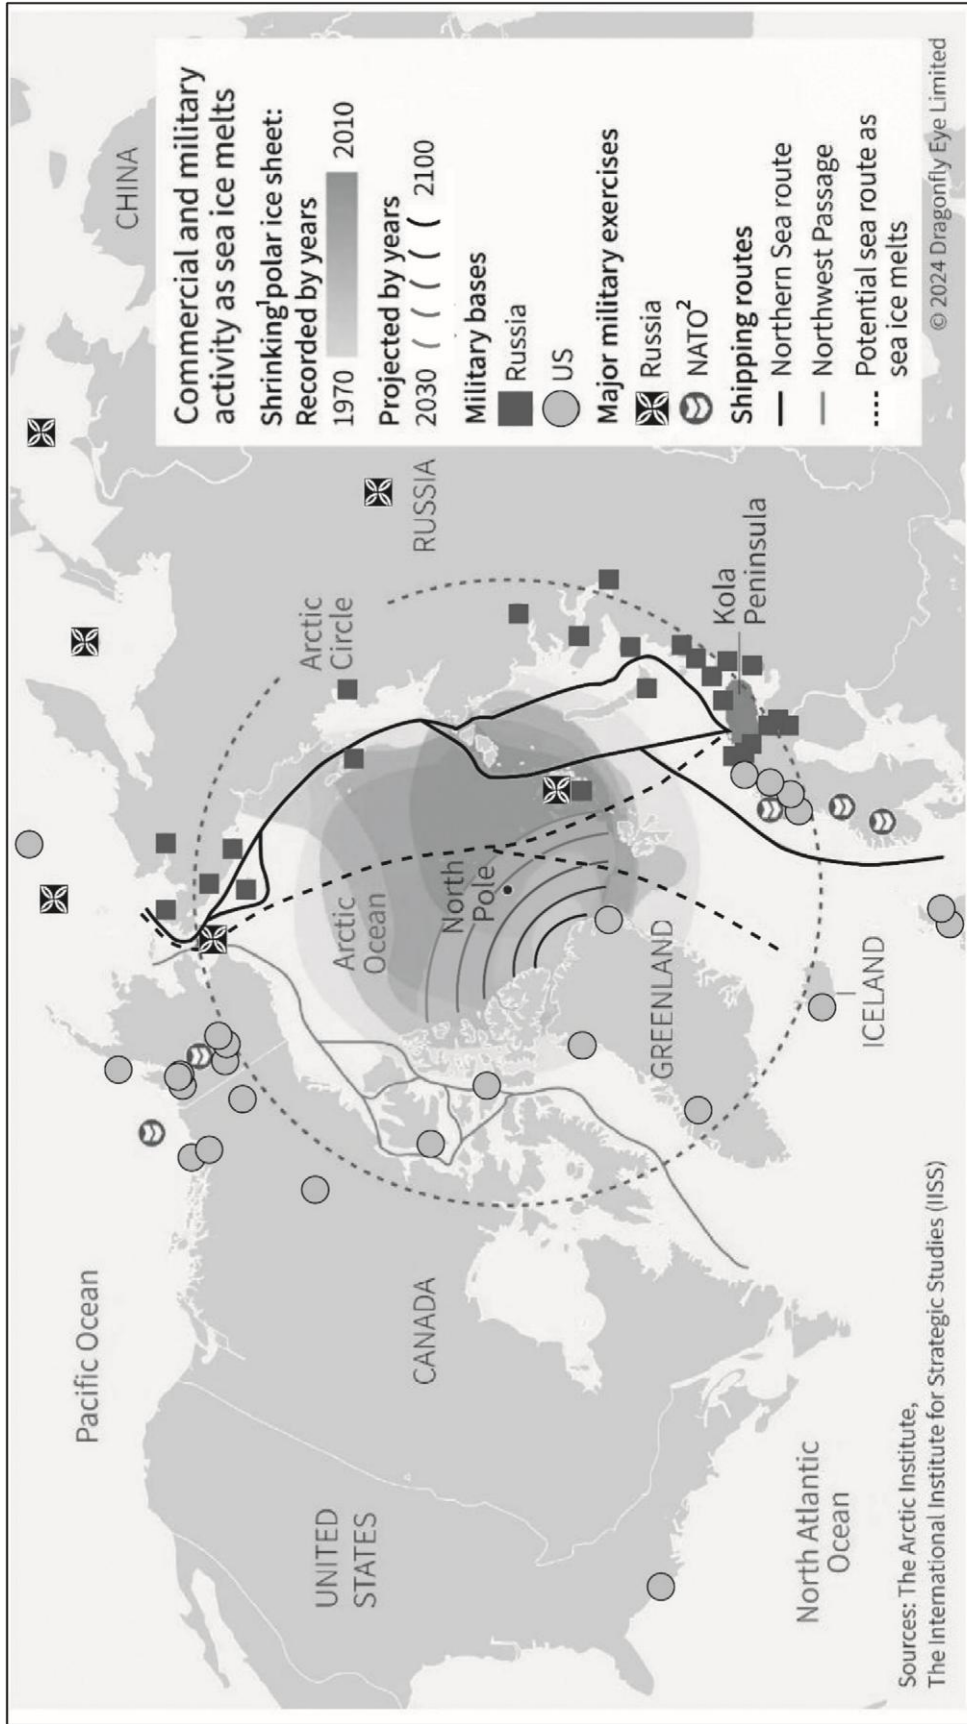 Commercial and military
activity as sea ice melts
Shrinking¹ polar ice sheet:
Recorded by years
1970 2010
Projected by years
2030 2100
Military bases
Russia
US
Major military exercises
Russia
NATO²
Shipping routes
Northern Sea route
Northwest Passage
Potential sea route as
sea ice melts
CHINA
RUSSIA
Arctic
Circle
Kola
Peninsula
North
Pole
Arctic
Ocean
GREENLAND
ICELAND
Pacific Ocean
CANADA
UNITED
STATES
North Atlantic
Ocean
Sources: The Arctic Institute,
The International Institute for Strategic Studies (IISS)
© 2024 Dragonfly Eye Limited